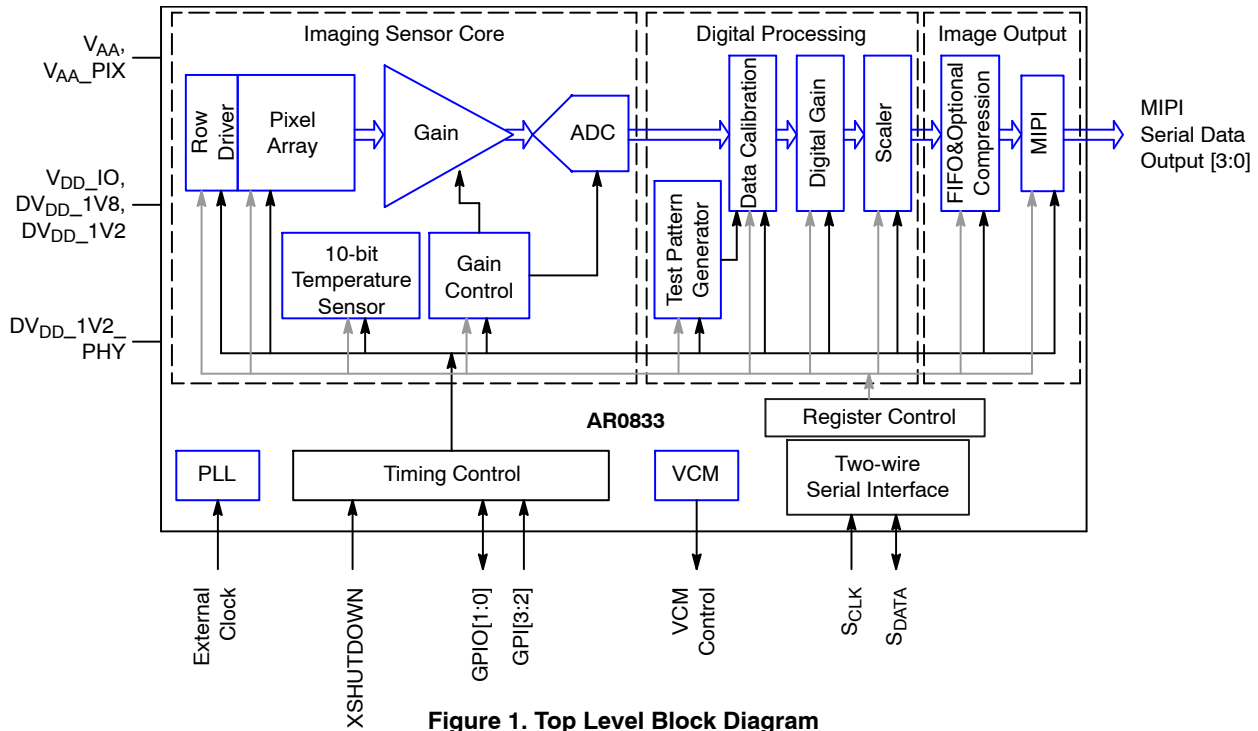 Imaging Sensor Core
Digital Processing
Image Output
VAA,
VAA_PIX
VDD_IO,
DVDD_1V8,
DVDD_1V2
DVDD_1V2_
PHY
Row
Driver
Pixel
Array
Gain
ADC
10-bit
Temperature
Sensor
Gain
Control
Test Pattern
Generator
Data Calibration
Digital Gain
Scaler
FIFO&Optional
Compression
MIPI
MIPI
Serial Data
Output [3:0]
AR0833
Register Control
PLL
Timing Control
VCM
Two-wire
Serial Interface
External
Clock
XSHUTDOWN
GPIO[1:0]
GPI[3:2]
VCM
Control
SCLK
SDATA
Figure 1. Top Level Block Diagram